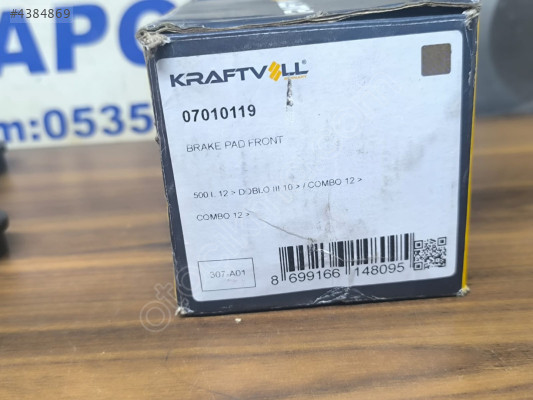 #4384869
APC
m:0535
KRAFTVOLL
07010119
BRAKE PAD FRONT
500 L 12 > DOBLO III 10 > / COMBO 12 >
COMBO 12 >
307-A01
8 699166 148095